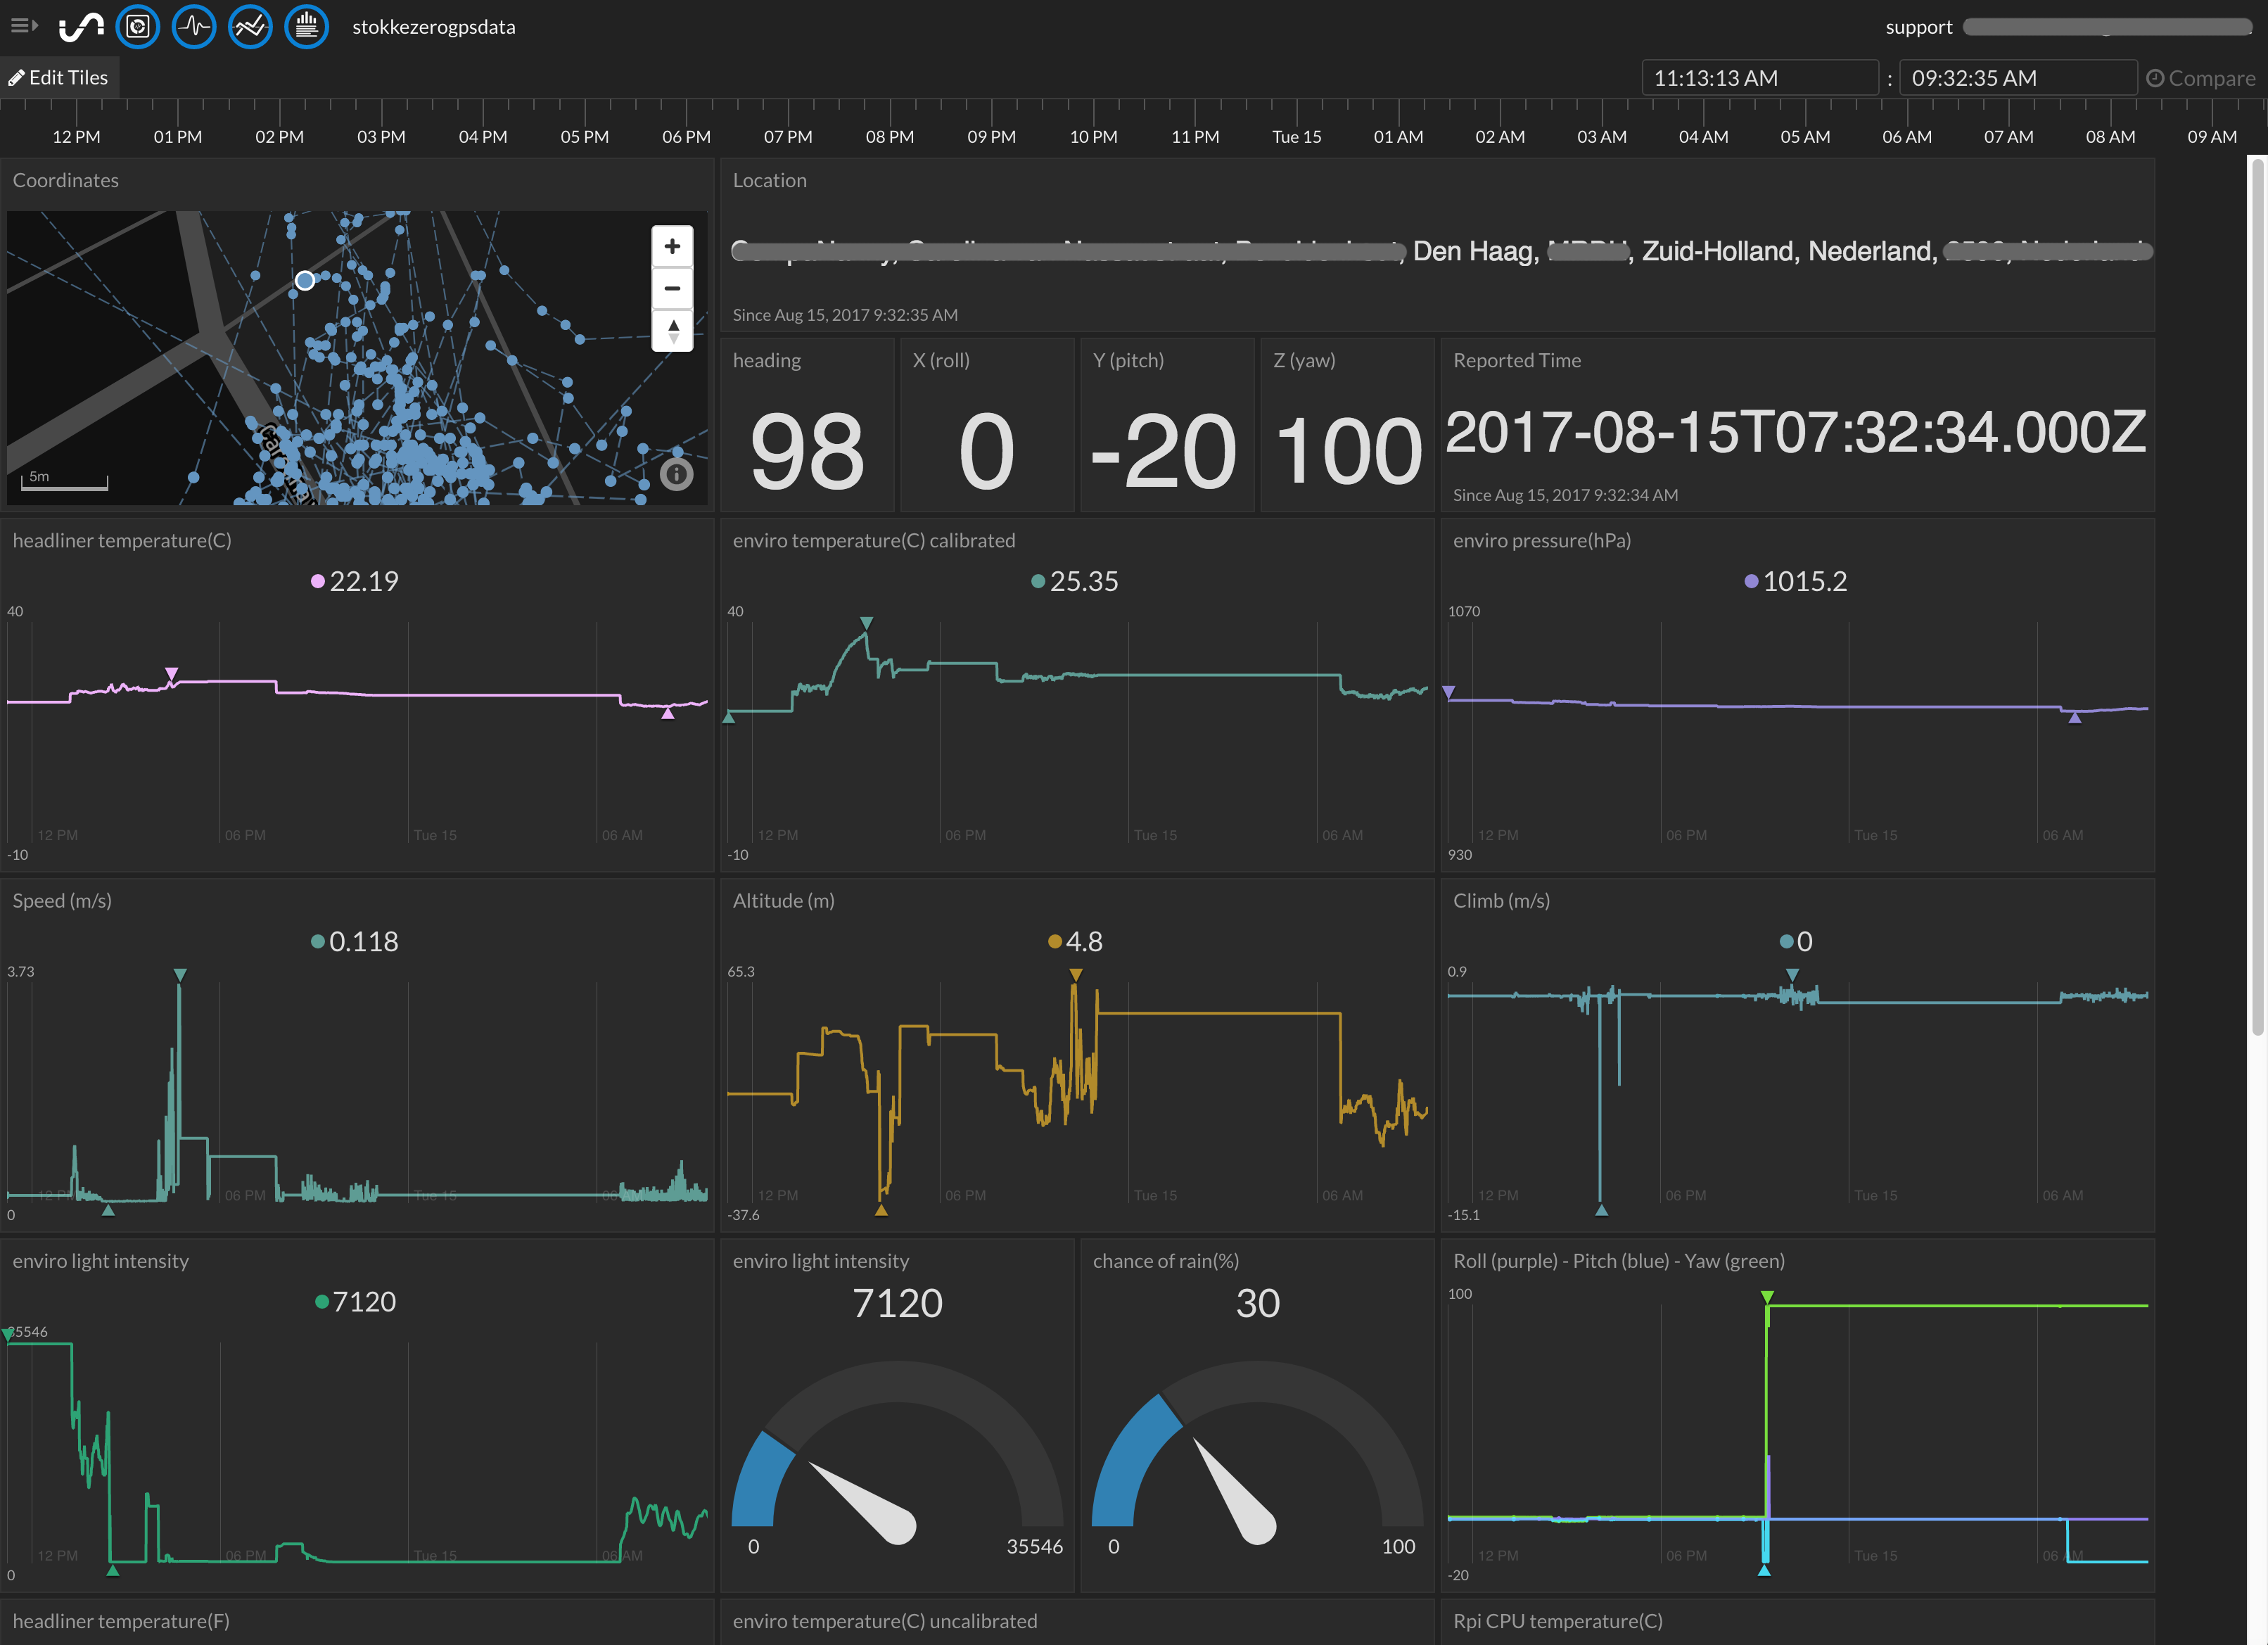 stokkezerogpsdata
support
Edit Tiles
11:13:13 AM : 09:32:35 AM Compare
12 PM 01 PM 02 PM 03 PM 04 PM 05 PM 06 PM 07 PM 08 PM 09 PM 10 PM 11 PM Tue 15 01 AM 02 AM 03 AM 04 AM 05 AM 06 AM 07 AM 08 AM 09 AM
Coordinates
5m
Location
Den Haag, Zuid-Holland, Nederland,
Since Aug 15, 2017 9:32:35 AM
heading
98
X (roll)
0
Y (pitch)
-20
Z (yaw)
100
Reported Time
2017-08-15T07:32:34.000Z
Since Aug 15, 2017 9:32:34 AM
headliner temperature(C)
22.19
40
12 PM 06 PM Tue 15 06 AM
-10
enviro temperature(C) calibrated
25.35
40
12 PM 06 PM Tue 15 06 AM
-10
enviro pressure(hPa)
1015.2
1070
12 PM 06 PM Tue 15 06 AM
930
Speed (m/s)
0.118
3.73
12 PM 06 PM Tue 15 06 AM
0
Altitude (m)
4.8
65.3
12 PM 06 PM Tue 15 06 AM
-37.6
Climb (m/s)
0
0.9
12 PM 06 PM Tue 15 06 AM
-15.1
enviro light intensity
7120
35546
12 PM 06 PM Tue 15 06 AM
0
enviro light intensity
7120
0 35546
chance of rain(%)
30
0 100
Roll (purple) - Pitch (blue) - Yaw (green)
100
12 PM 06 PM Tue 15 06 AM
-20
headliner temperature(F)
enviro temperature(C) uncalibrated
Rpi CPU temperature(C)